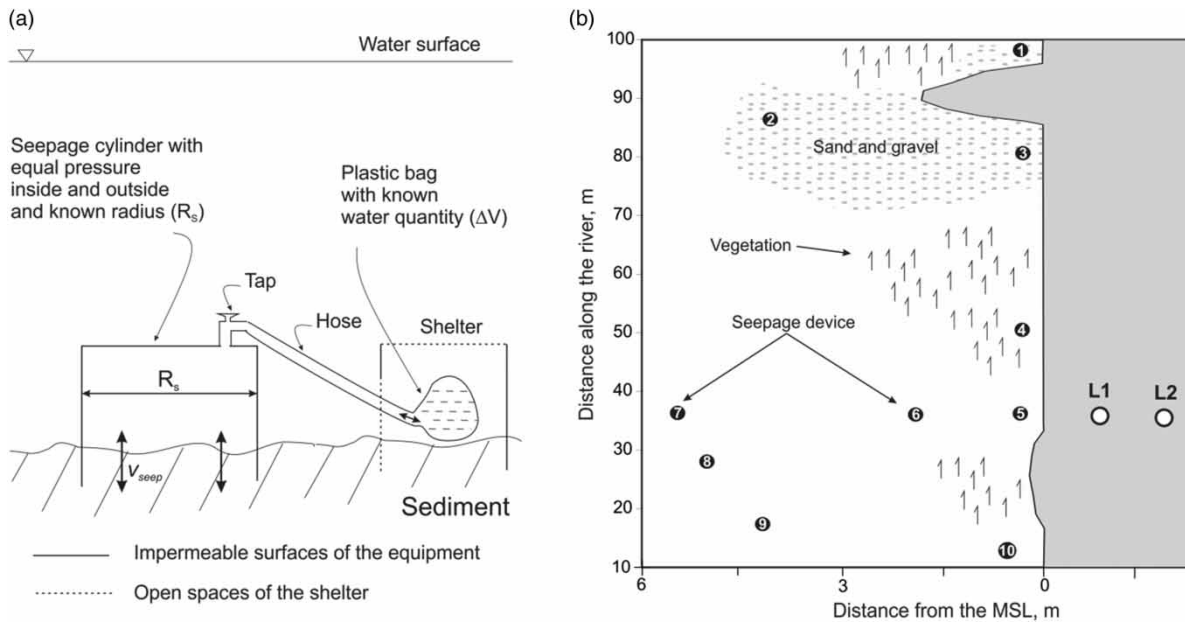 (a)
Water surface
Seepage cylinder with
equal pressure
inside and outside
and known radius (Rs)
Plastic bag
with known
water quantity (ΔV)
Tap
Hose
Shelter
Rs
vseep
Sediment
Impermeable surfaces of the equipment
Open spaces of the shelter
(b)
Distance along the river, m
100
90
80
70
60
50
40
30
20
10
1
2
Sand and gravel
3
Vegetation
4
Seepage device
7
6
5
L1
L2
8
9
10
6
3
0
Distance from the MSL, m